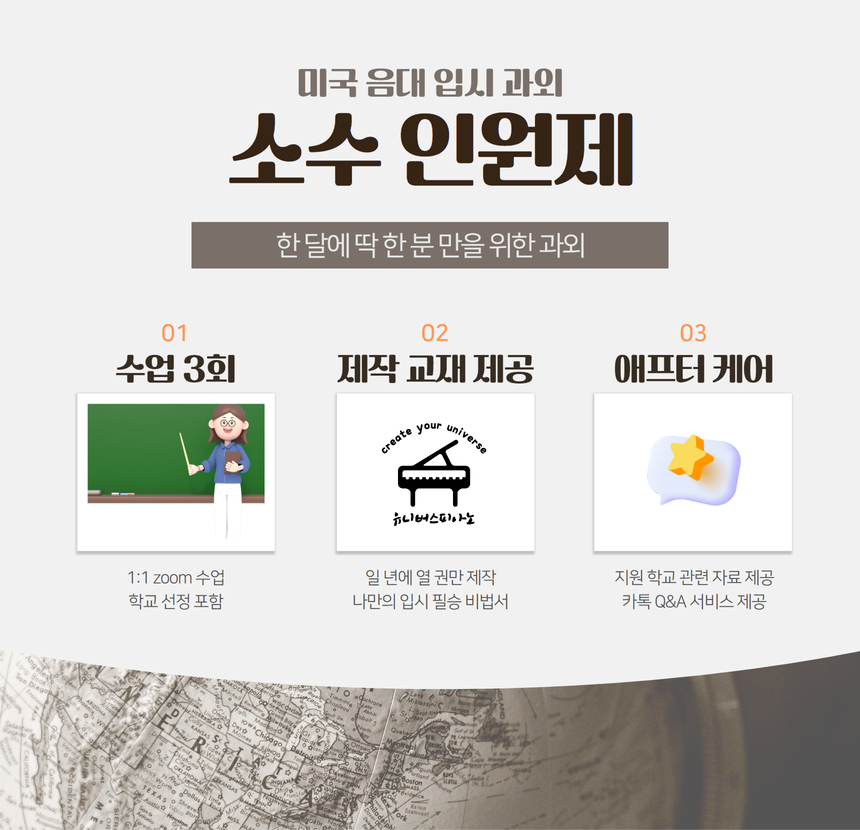 미국 음대 입시 과외
소수 인원제
한 달에 딱 한 분 만을 위한 과외
01
수업 3회
02
제작 교재 제공
03
애프터 케어
create your universe
유니버스피아노
1:1 zoom 수업
학교 선정 포함
일 년에 열 권만 제작
나만의 입시 필승 비법서
지원 학교 관련 자료 제공
카톡 Q&A 서비스 제공
Chicago
Boston